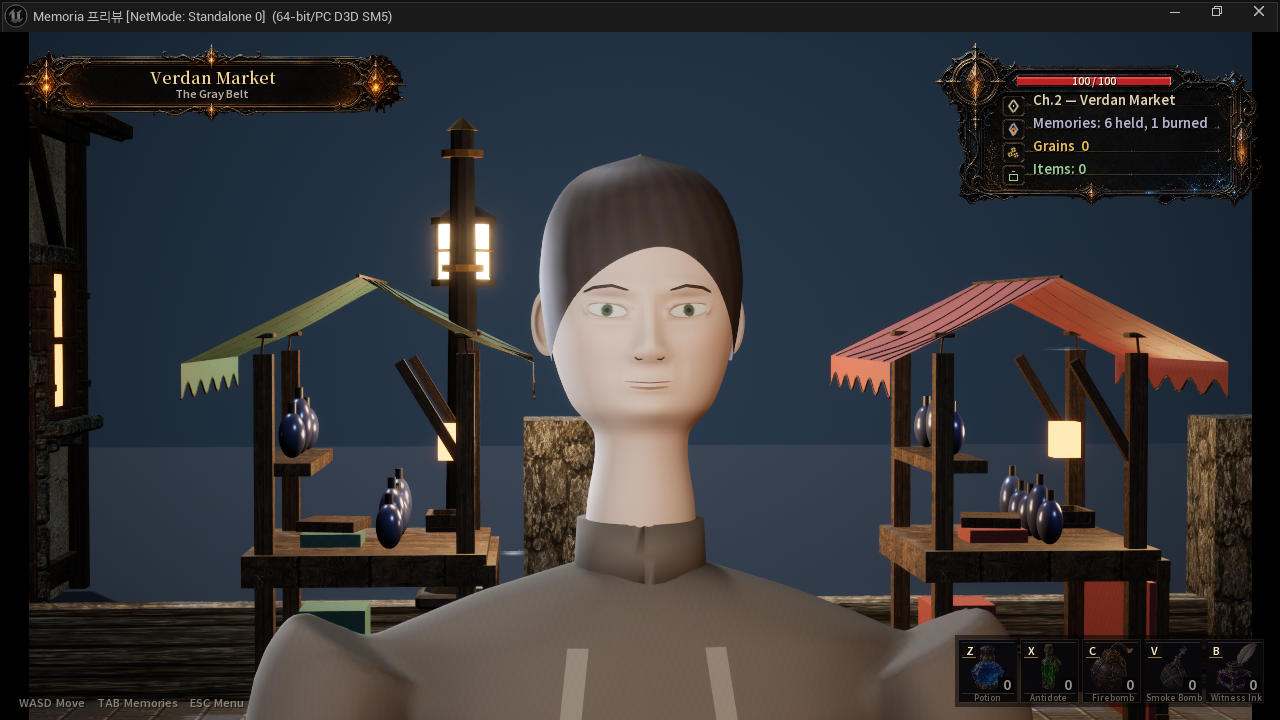 Memoria 프리뷰 [NetMode: Standalone 0] (64-bit/PC D3D SM5)
Verdan Market
The Gray Belt
100 / 100
Ch.2 — Verdan Market
Memories: 6 held, 1 burned
Grains 0
Items: 0
Z X C V B
0 0 0 0 0
Potion Antidote Firebomb Smoke Bomb Witness Ink
WASD Move TAB Memories ESC Menu